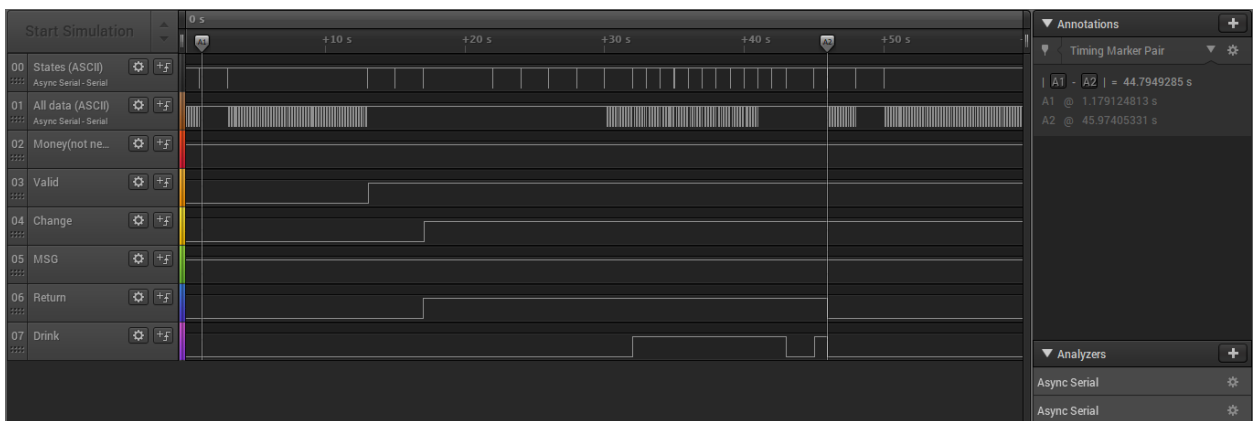 Start Simulation
0 s
+10 s
+20 s
+30 s
+40 s
+50 s
A1
A2
00 States (ASCII)
Async Serial - Serial
01 All data (ASCII)
Async Serial - Serial
02 Money(not ne...
03 Valid
04 Change
05 MSG
06 Return
07 Drink
Annotations
Timing Marker Pair
| A1 - A2 | = 44.7949285 s
A1 @ 1.179124813 s
A2 @ 45.97405331 s
Analyzers
Async Serial
Async Serial